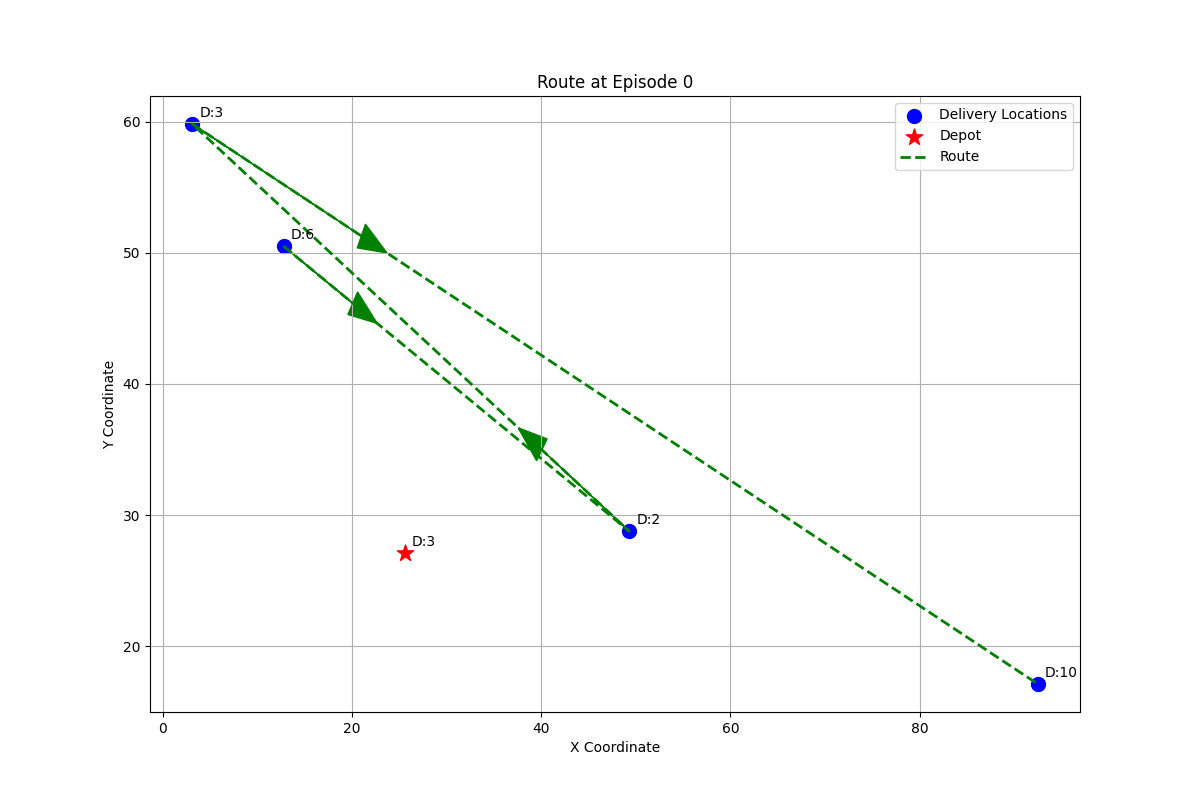 Route at Episode 0
Delivery Locations
Depot
Route
D:3
D:6
D:2
D:3
D:10
60
50
40
30
20
Y Coordinate
0
20
40
60
80
X Coordinate